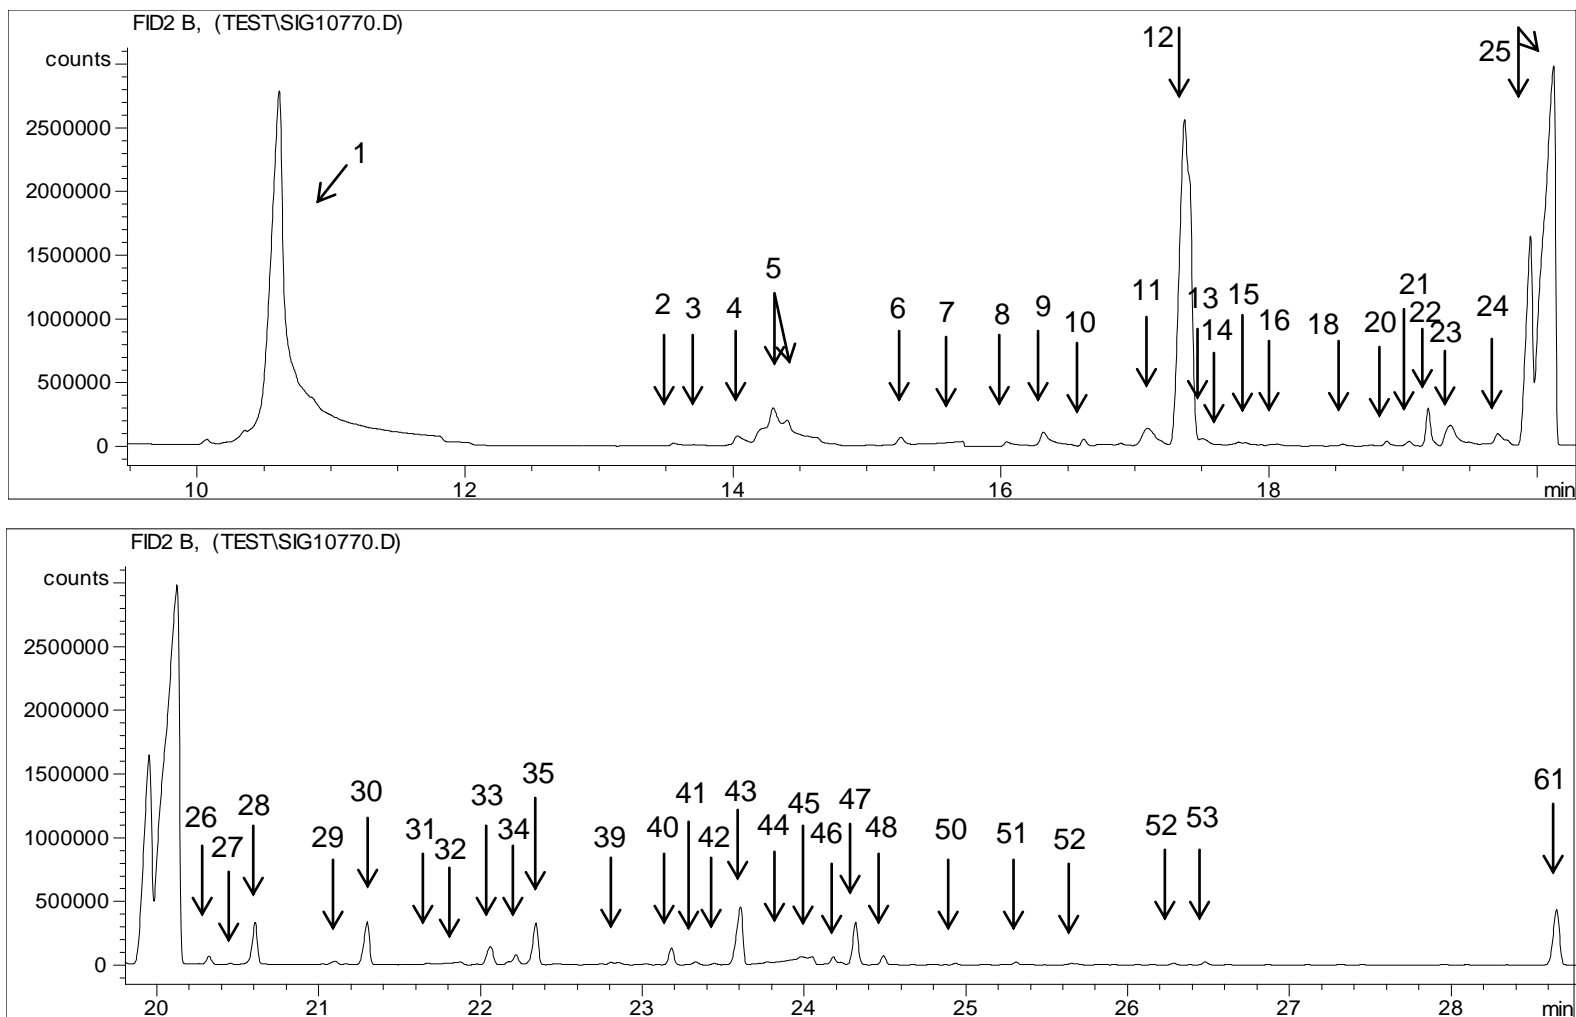 FID2 B, (TEST\SIG10770.D)
counts
12
25
1
2500000
2000000
1500000
5
1000000
2 3 4 6 7 8 9 10 11 13 14 15 16 18 20 21 22 23 24
500000
0
10 12 14 16 18 min
FID2 B, (TEST\SIG10770.D)
counts
2500000
2000000
1500000
1000000
26 27 28 29 30 31 32 33 34 35 39 40 41 42 43 44 45 46 47 48 50 51 52 52 53 61
500000
0
20 21 22 23 24 25 26 27 28 min